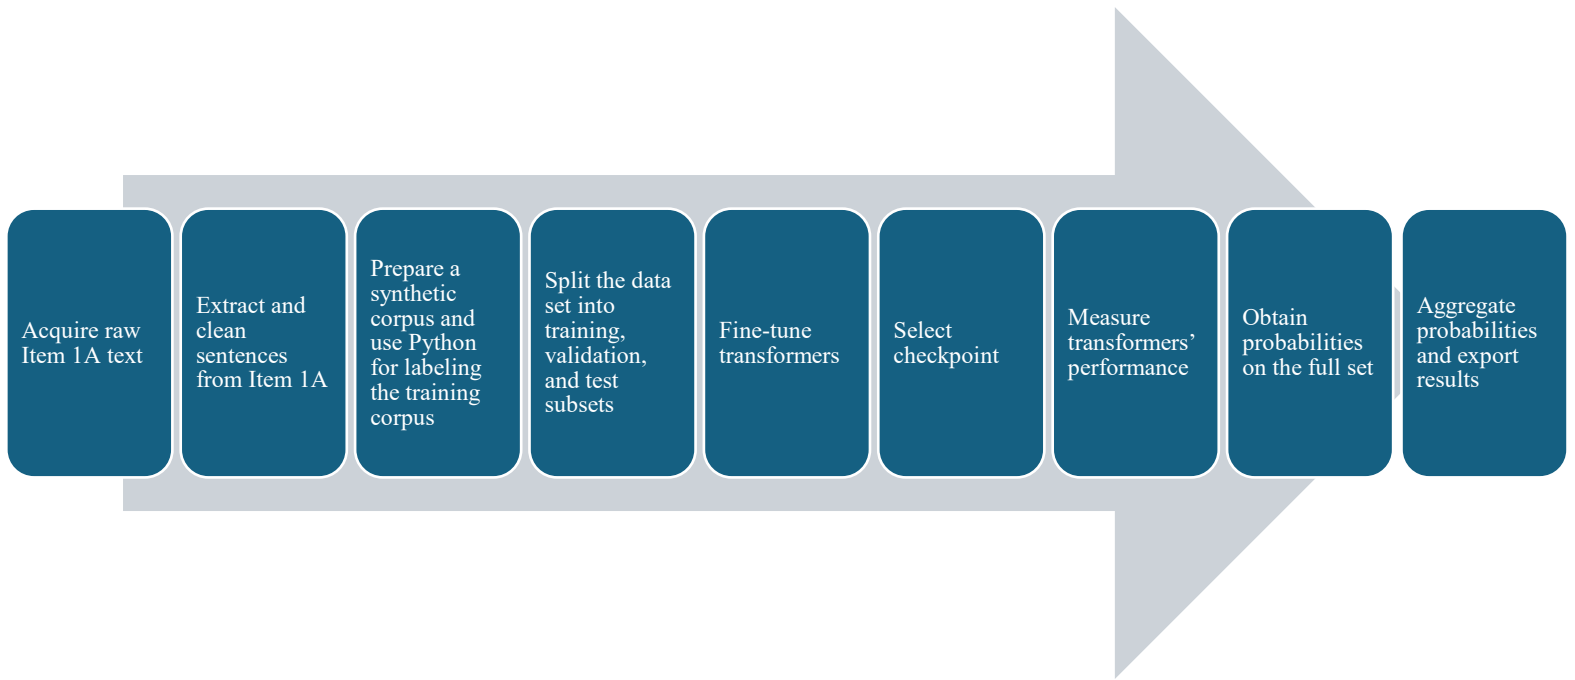 Acquire raw
Item 1A text
Extract and
clean
sentences
from Item 1A
Prepare a
synthetic
corpus and
use Python
for labeling
the training
corpus
Split the data
set into
training,
validation,
and test
subsets
Fine-tune
transformers
Select
checkpoint
Measure
transformers’
performance
Obtain
probabilities
on the full set
Aggregate
probabilities
and export
results